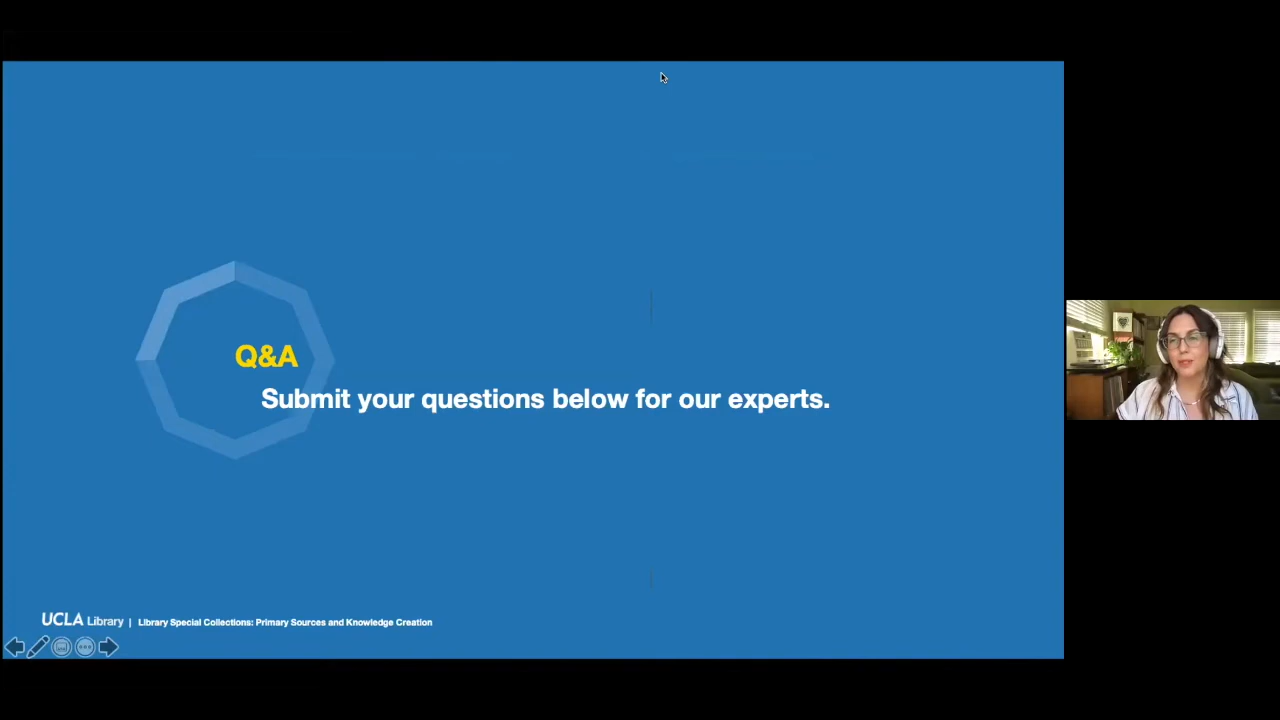 Q&A
Submit your questions below for our experts.
UCLA Library | Library Special Collections: Primary Sources and Knowledge Creation